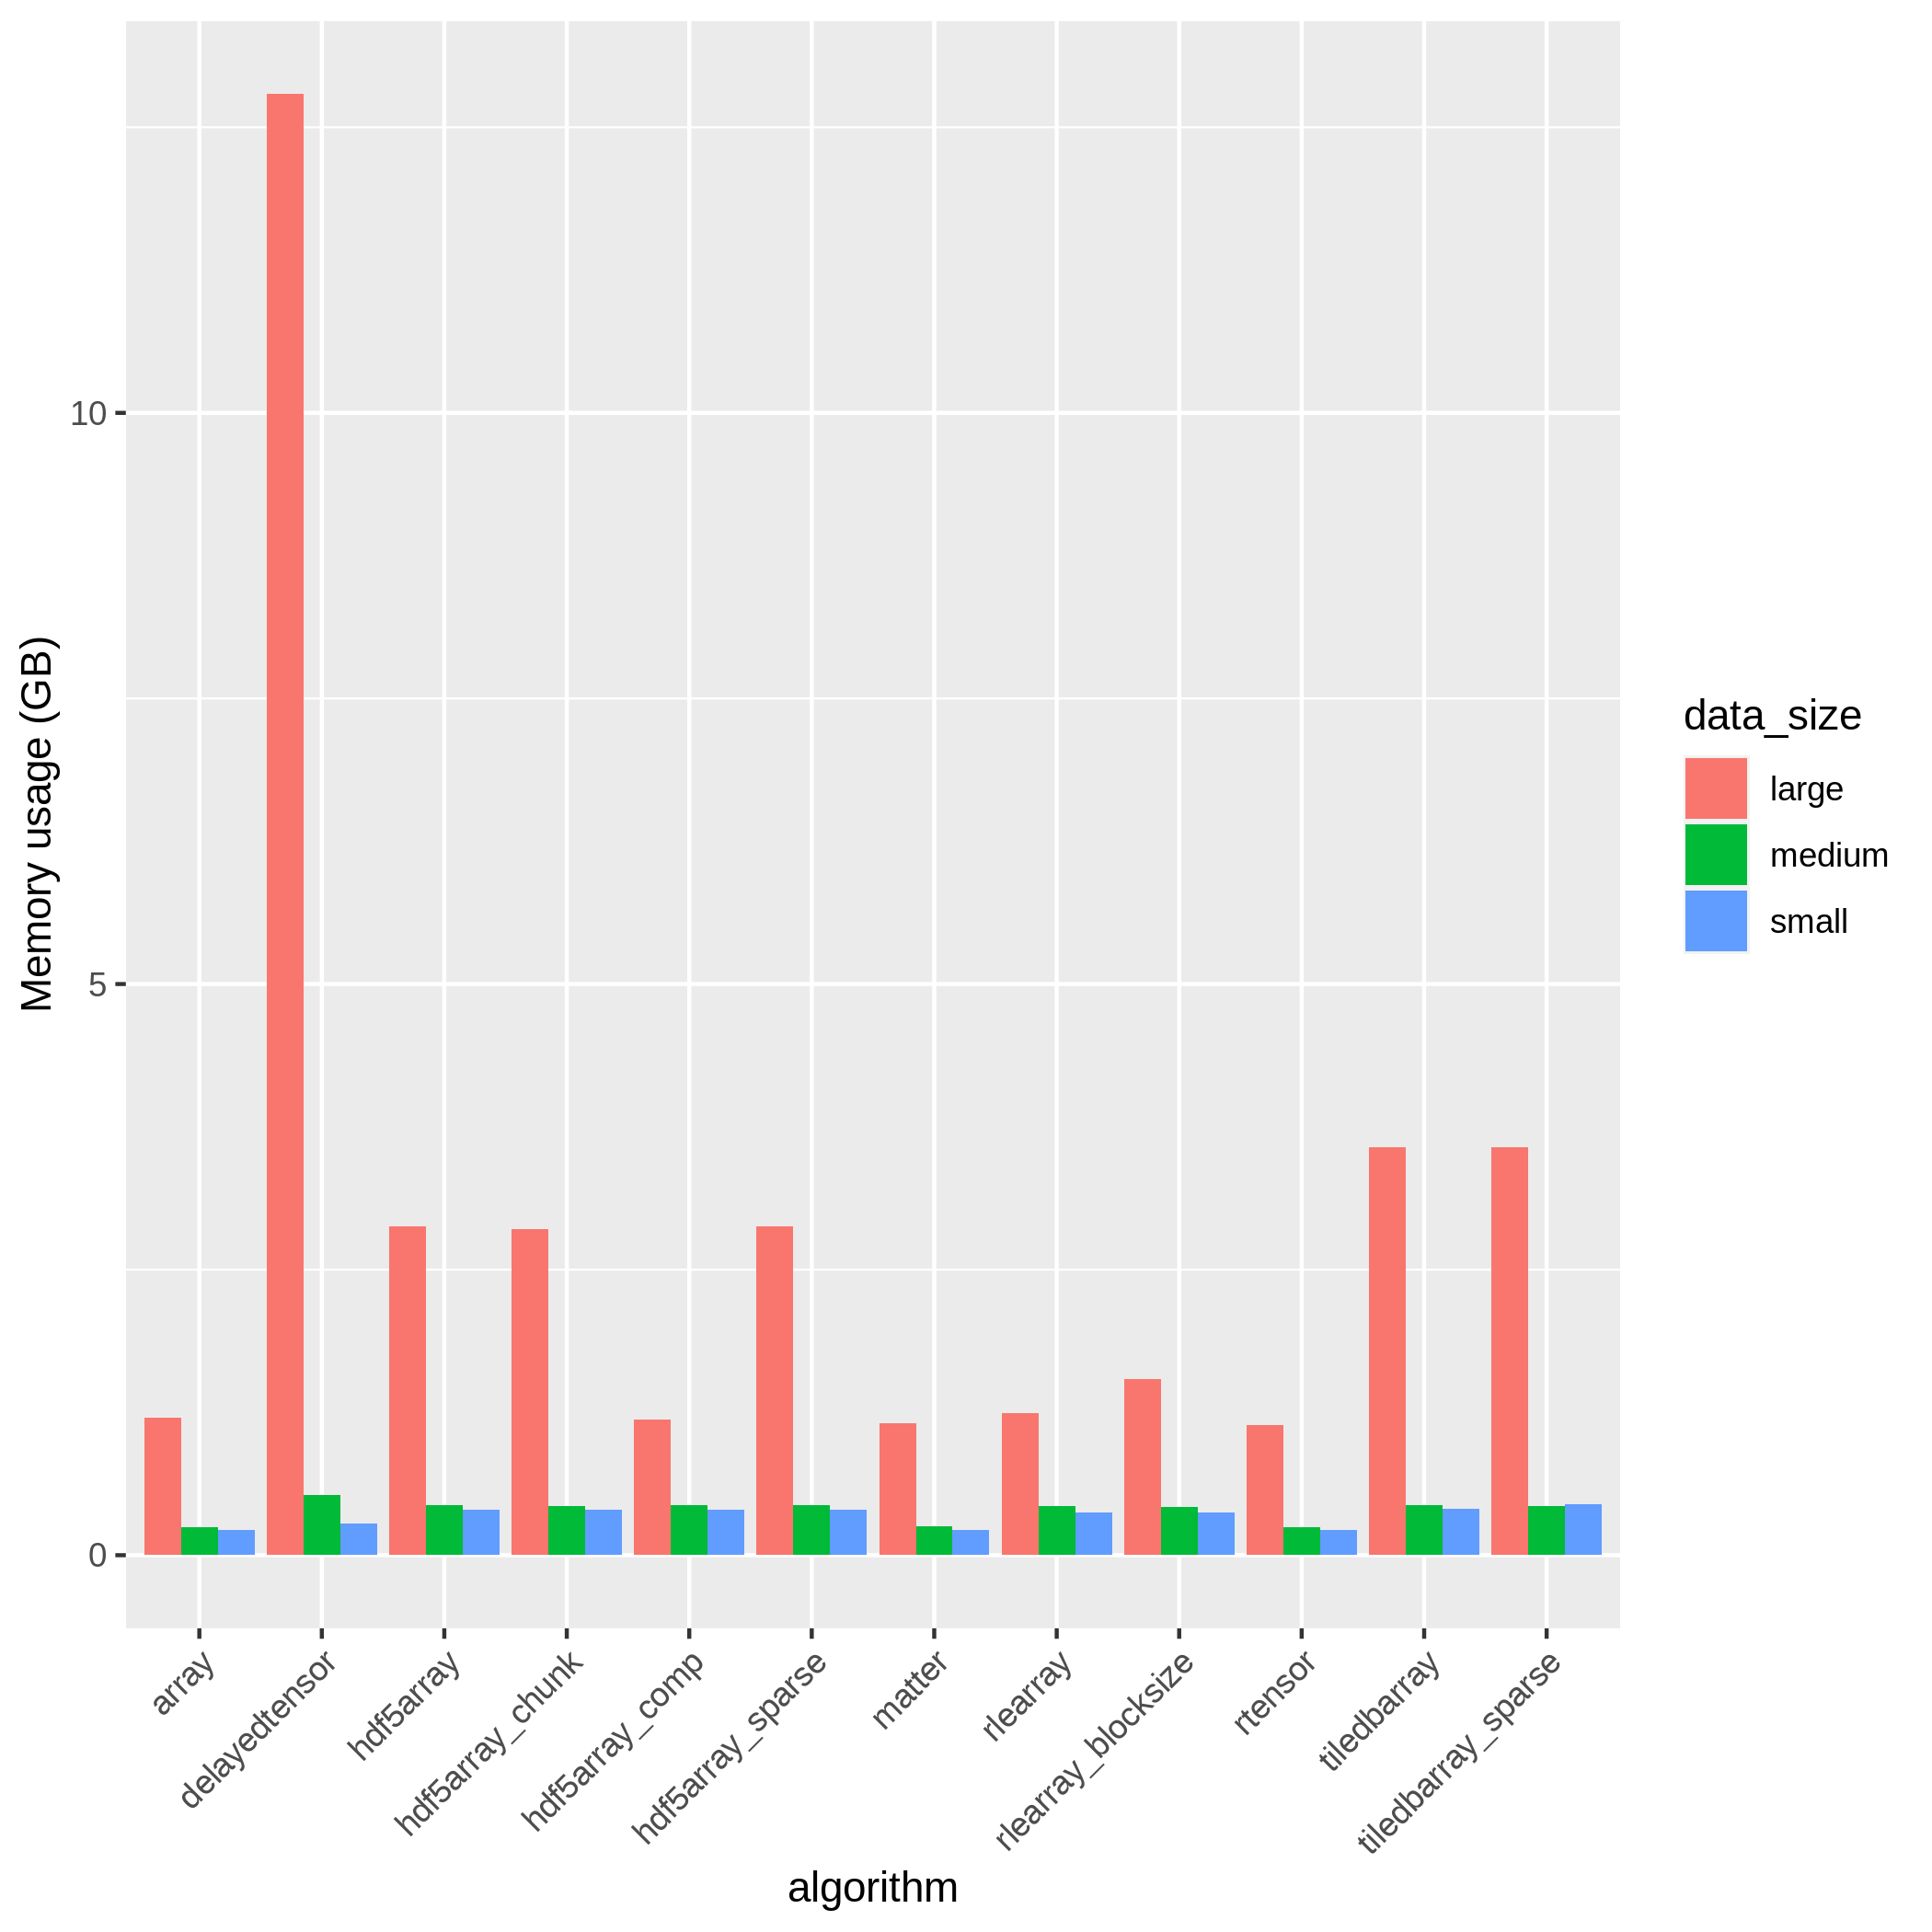 Memory usage (GB)
10
5
0
array
delayedtensor
hdf5array
hdf5array_chunk
hdf5array_comp
hdf5array_sparse
matter
rlearray
rlearray_blocksize
rtensor
tiledbarray
tiledbarray_sparse
algorithm
data_size
large
medium
small